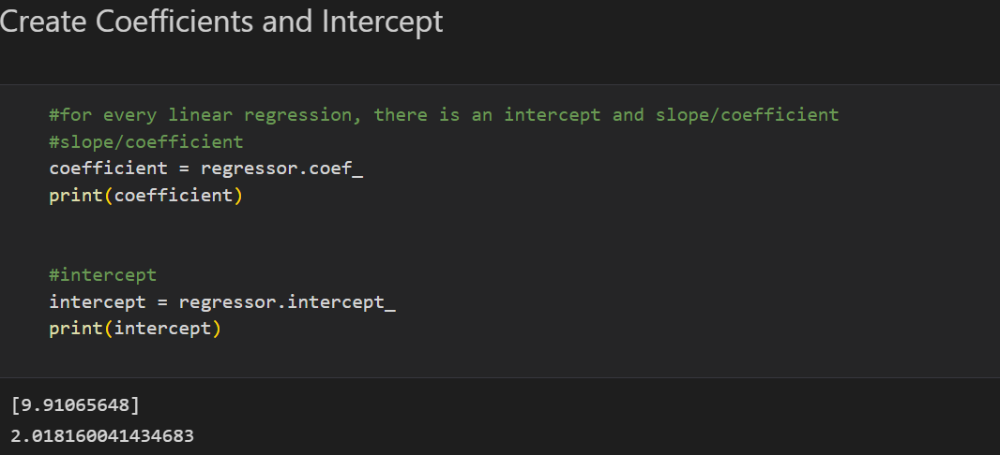 Create Coefficients and Intercept
#for every linear regression, there is an intercept and slope/coefficient
#slope/coefficient
coefficient = regressor.coef_
print(coefficient)
#intercept
intercept = regressor.intercept_
print(intercept)
[9.91065648]
2.018160041434683